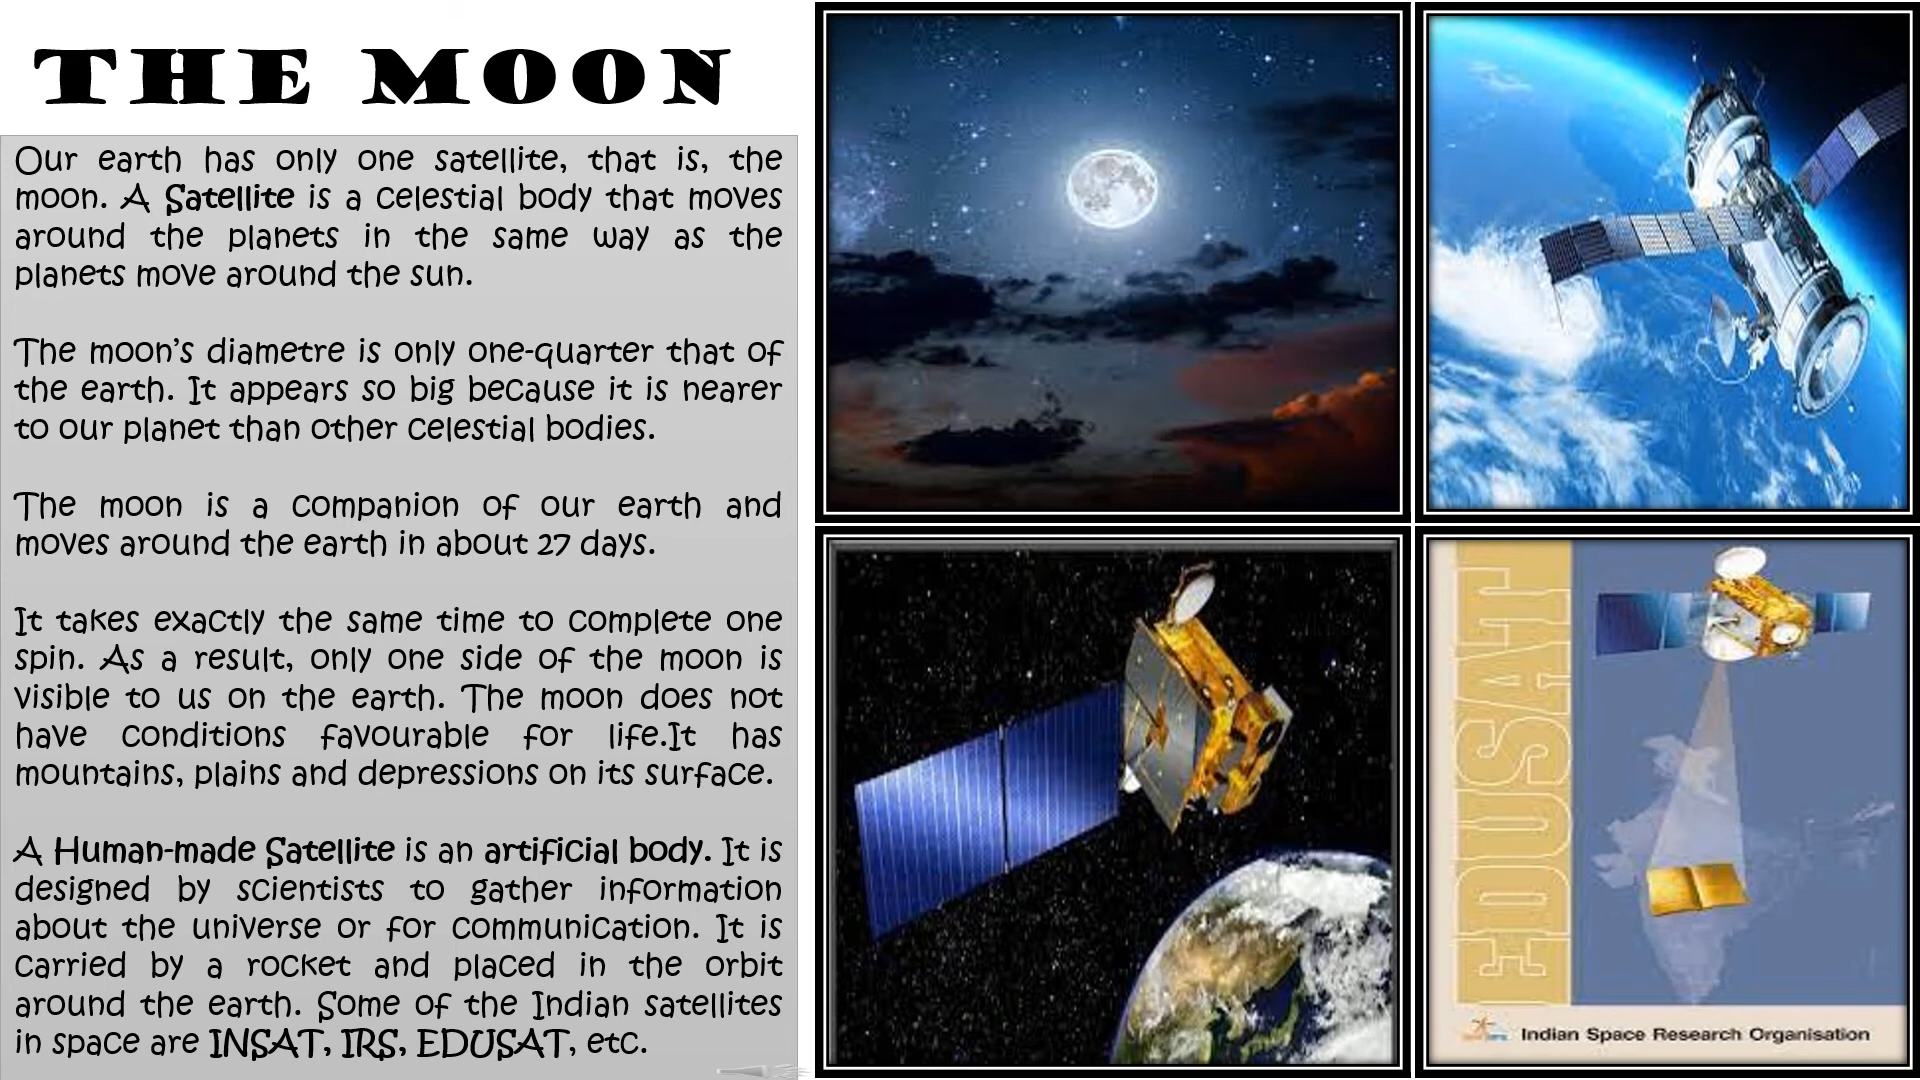 THE MOON
Our earth has only one satellite, that is, the
moon. A Satellite is a celestial body that moves
around the planets in the same way as the
planets move around the sun.
The moon's diametre is only one-quarter that of
the earth. It appears so big because it is nearer
to our planet than other celestial bodies.
The moon is a companion of our earth and
moves around the earth in about 27 days.
It takes exactly the same time to complete one
spin. As a result, only one side of the moon is
visible to us on the earth. The moon does not
have conditions favourable for life.It has
mountains, plains and depressions on its surface.
A Human-made Satellite is an artificial body. It is
designed by scientists to gather information
about the universe or for communication. It is
carried by a rocket and placed in the orbit
around the earth. Some of the Indian satellites
in space are INSAT, IRS, EDUSAT, etc.
EDUSAT
Indian Space Research Organisation